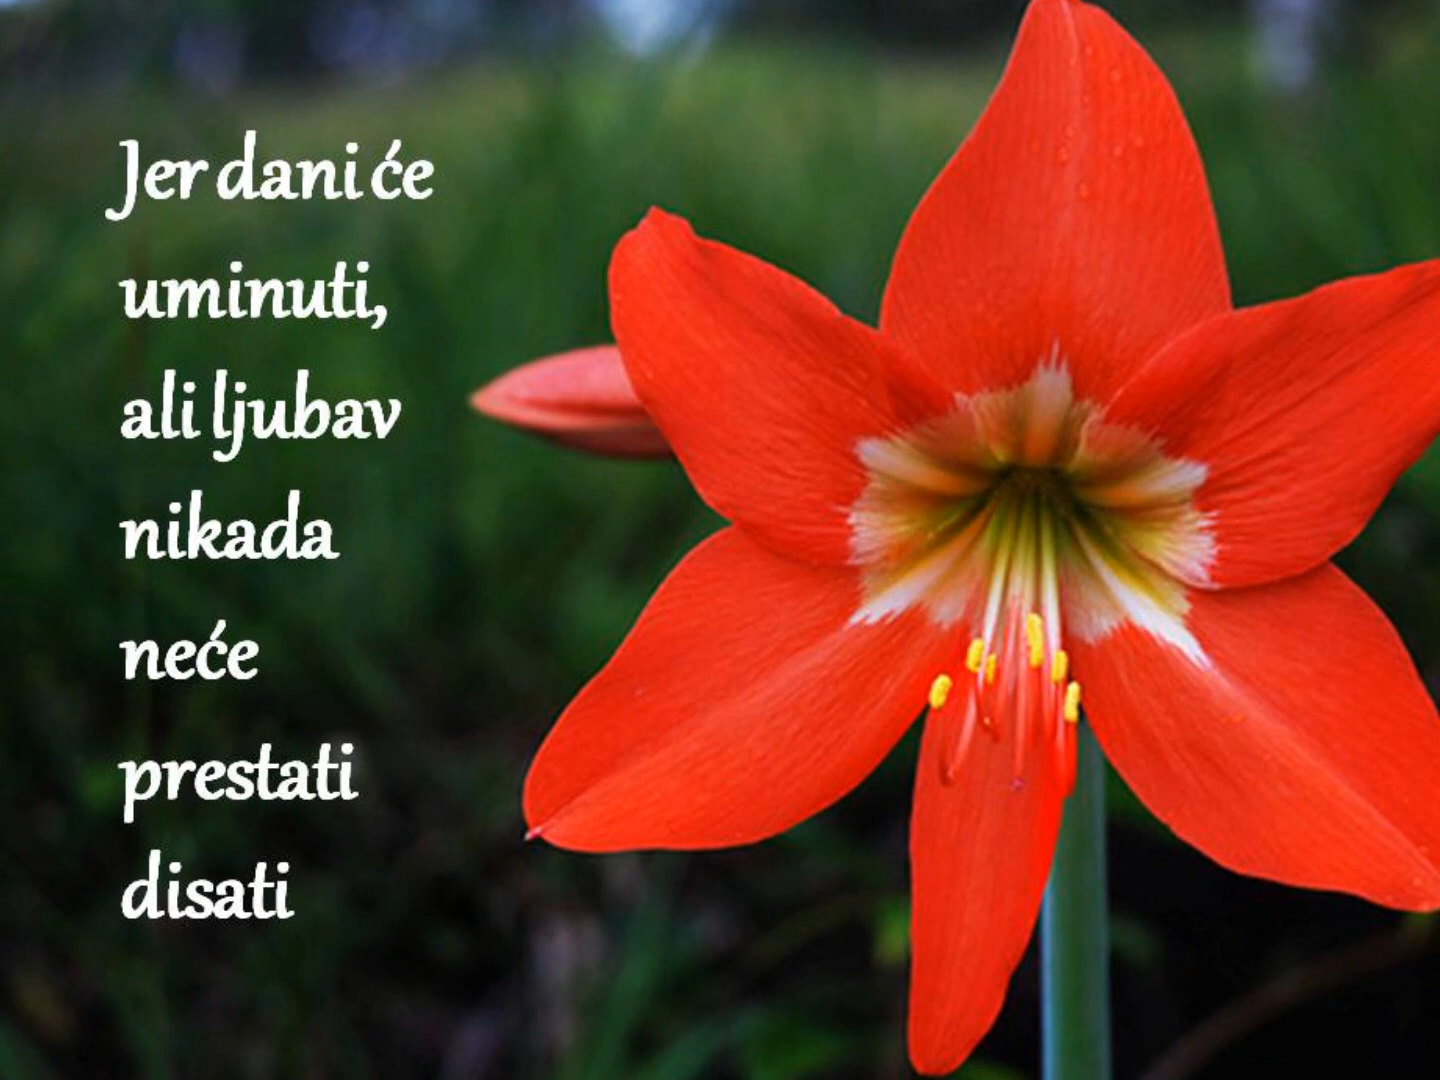 Jer dani će
uminuti,
ali ljubav
nikada
neće
prestati
disati